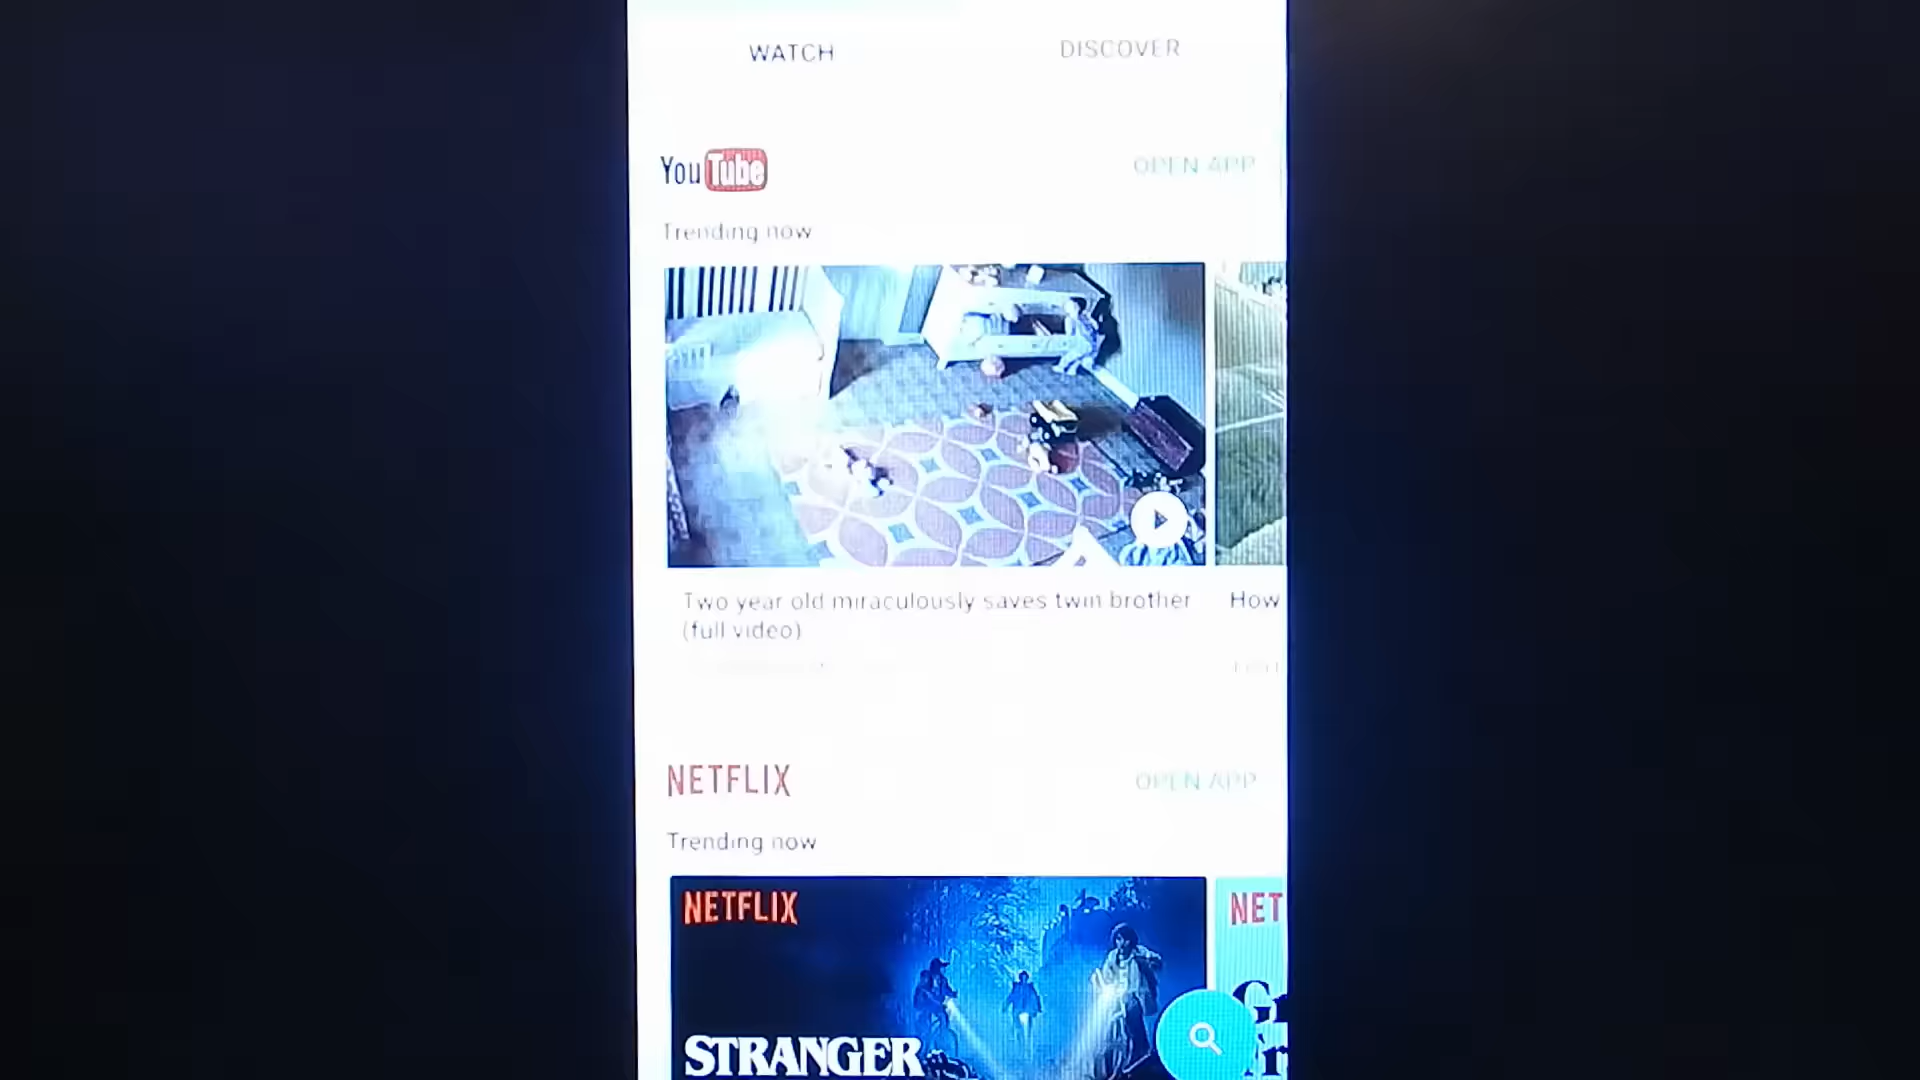 WATCH
DISCOVER
YouTube
OPEN APP
Trending now
Two year old miraculously saves twin brother
(full video)
How
NETFLIX
OPEN APP
Trending now
NETFLIX
STRANGER
NET